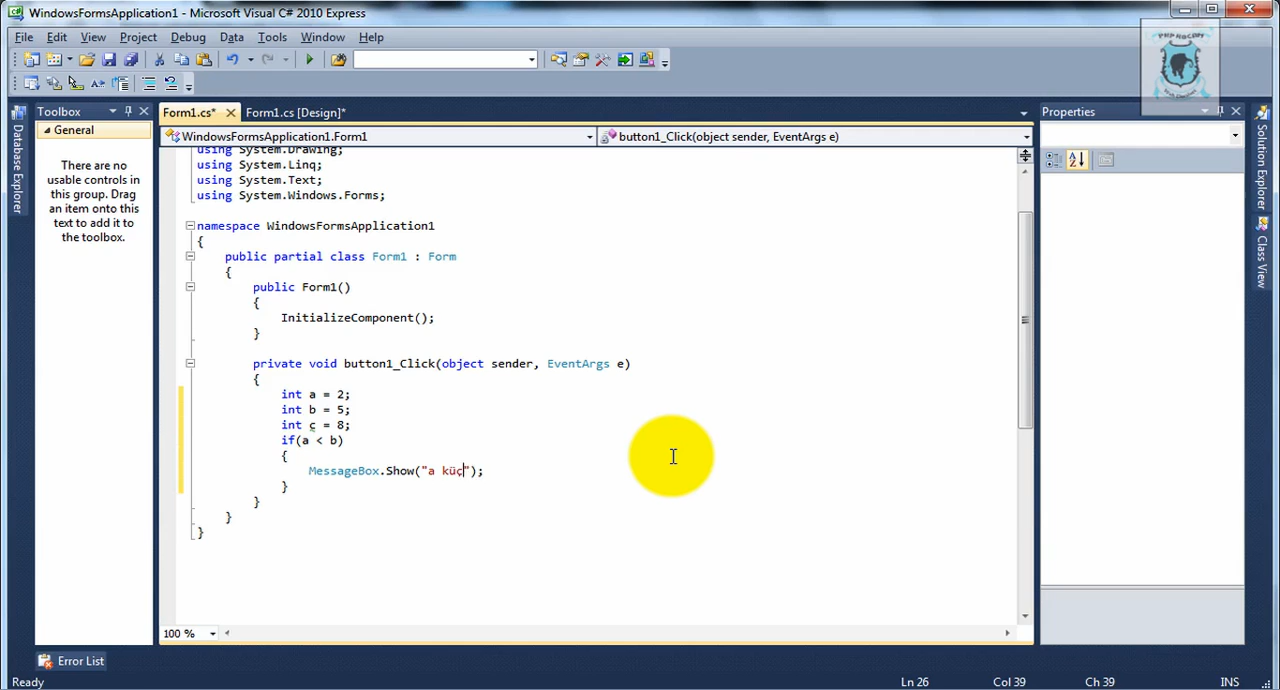 WindowsFormsApplication1 - Microsoft Visual C# 2010 Express
File Edit View Project Debug Data Tools Window Help
Toolbox
Form1.cs*
Form1.cs [Design]*
Properties
General
WindowsFormsApplication1.Form1
button1_Click(object sender, EventArgs e)
There are no
usable controls in
this group. Drag
an item onto this
text to add it to
the toolbox.
Database Explorer
using System.Drawing;
using System.Linq;
using System.Text;
using System.Windows.Forms;
namespace WindowsFormsApplication1
{
public partial class Form1 : Form
{
public Form1()
{
InitializeComponent();
}
private void button1_Click(object sender, EventArgs e)
{
int a = 2;
int b = 5;
int c = 8;
if(a < b)
{
MessageBox.Show("a küç");
}
}
}
}
Solution Explorer
Class View
100 %
Error List
Ln 26 Col 39 Ch 39 INS